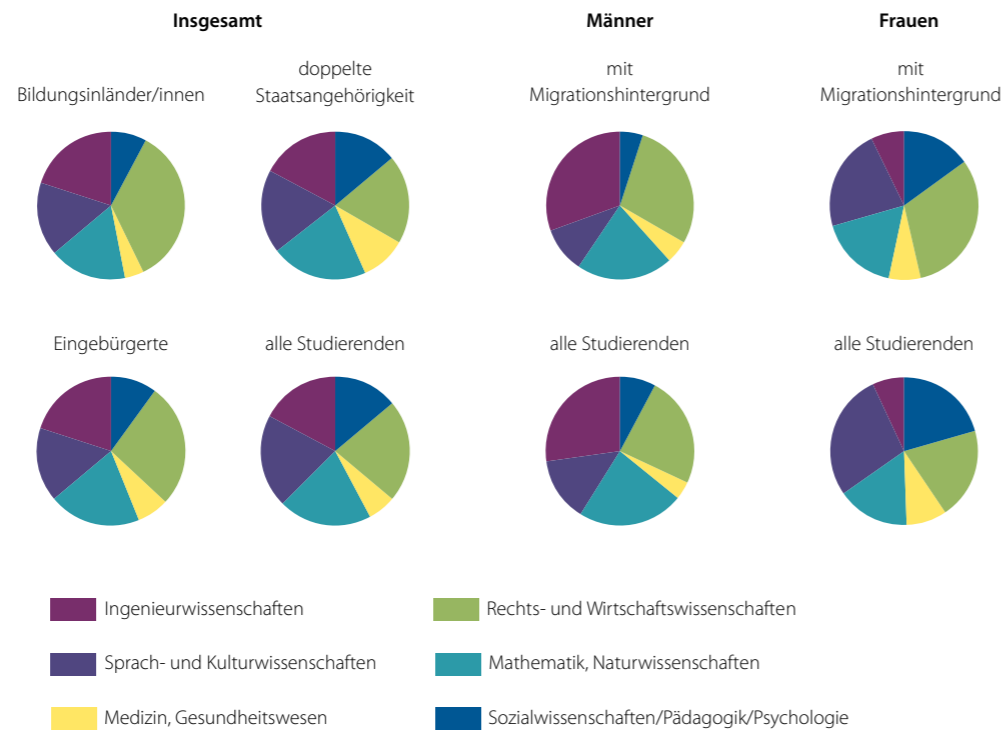 Insgesamt
Männer
Frauen
Bildungsinländer/innen
doppelte
Staatsangehörigkeit
mit
Migrationshintergrund
mit
Migrationshintergrund
Eingebürgerte
alle Studierenden
alle Studierenden
alle Studierenden
Ingenieurwissenschaften
Rechts- und Wirtschaftswissenschaften
Sprach- und Kulturwissenschaften
Mathematik, Naturwissenschaften
Medizin, Gesundheitswesen
Sozialwissenschaften/Pädagogik/Psychologie